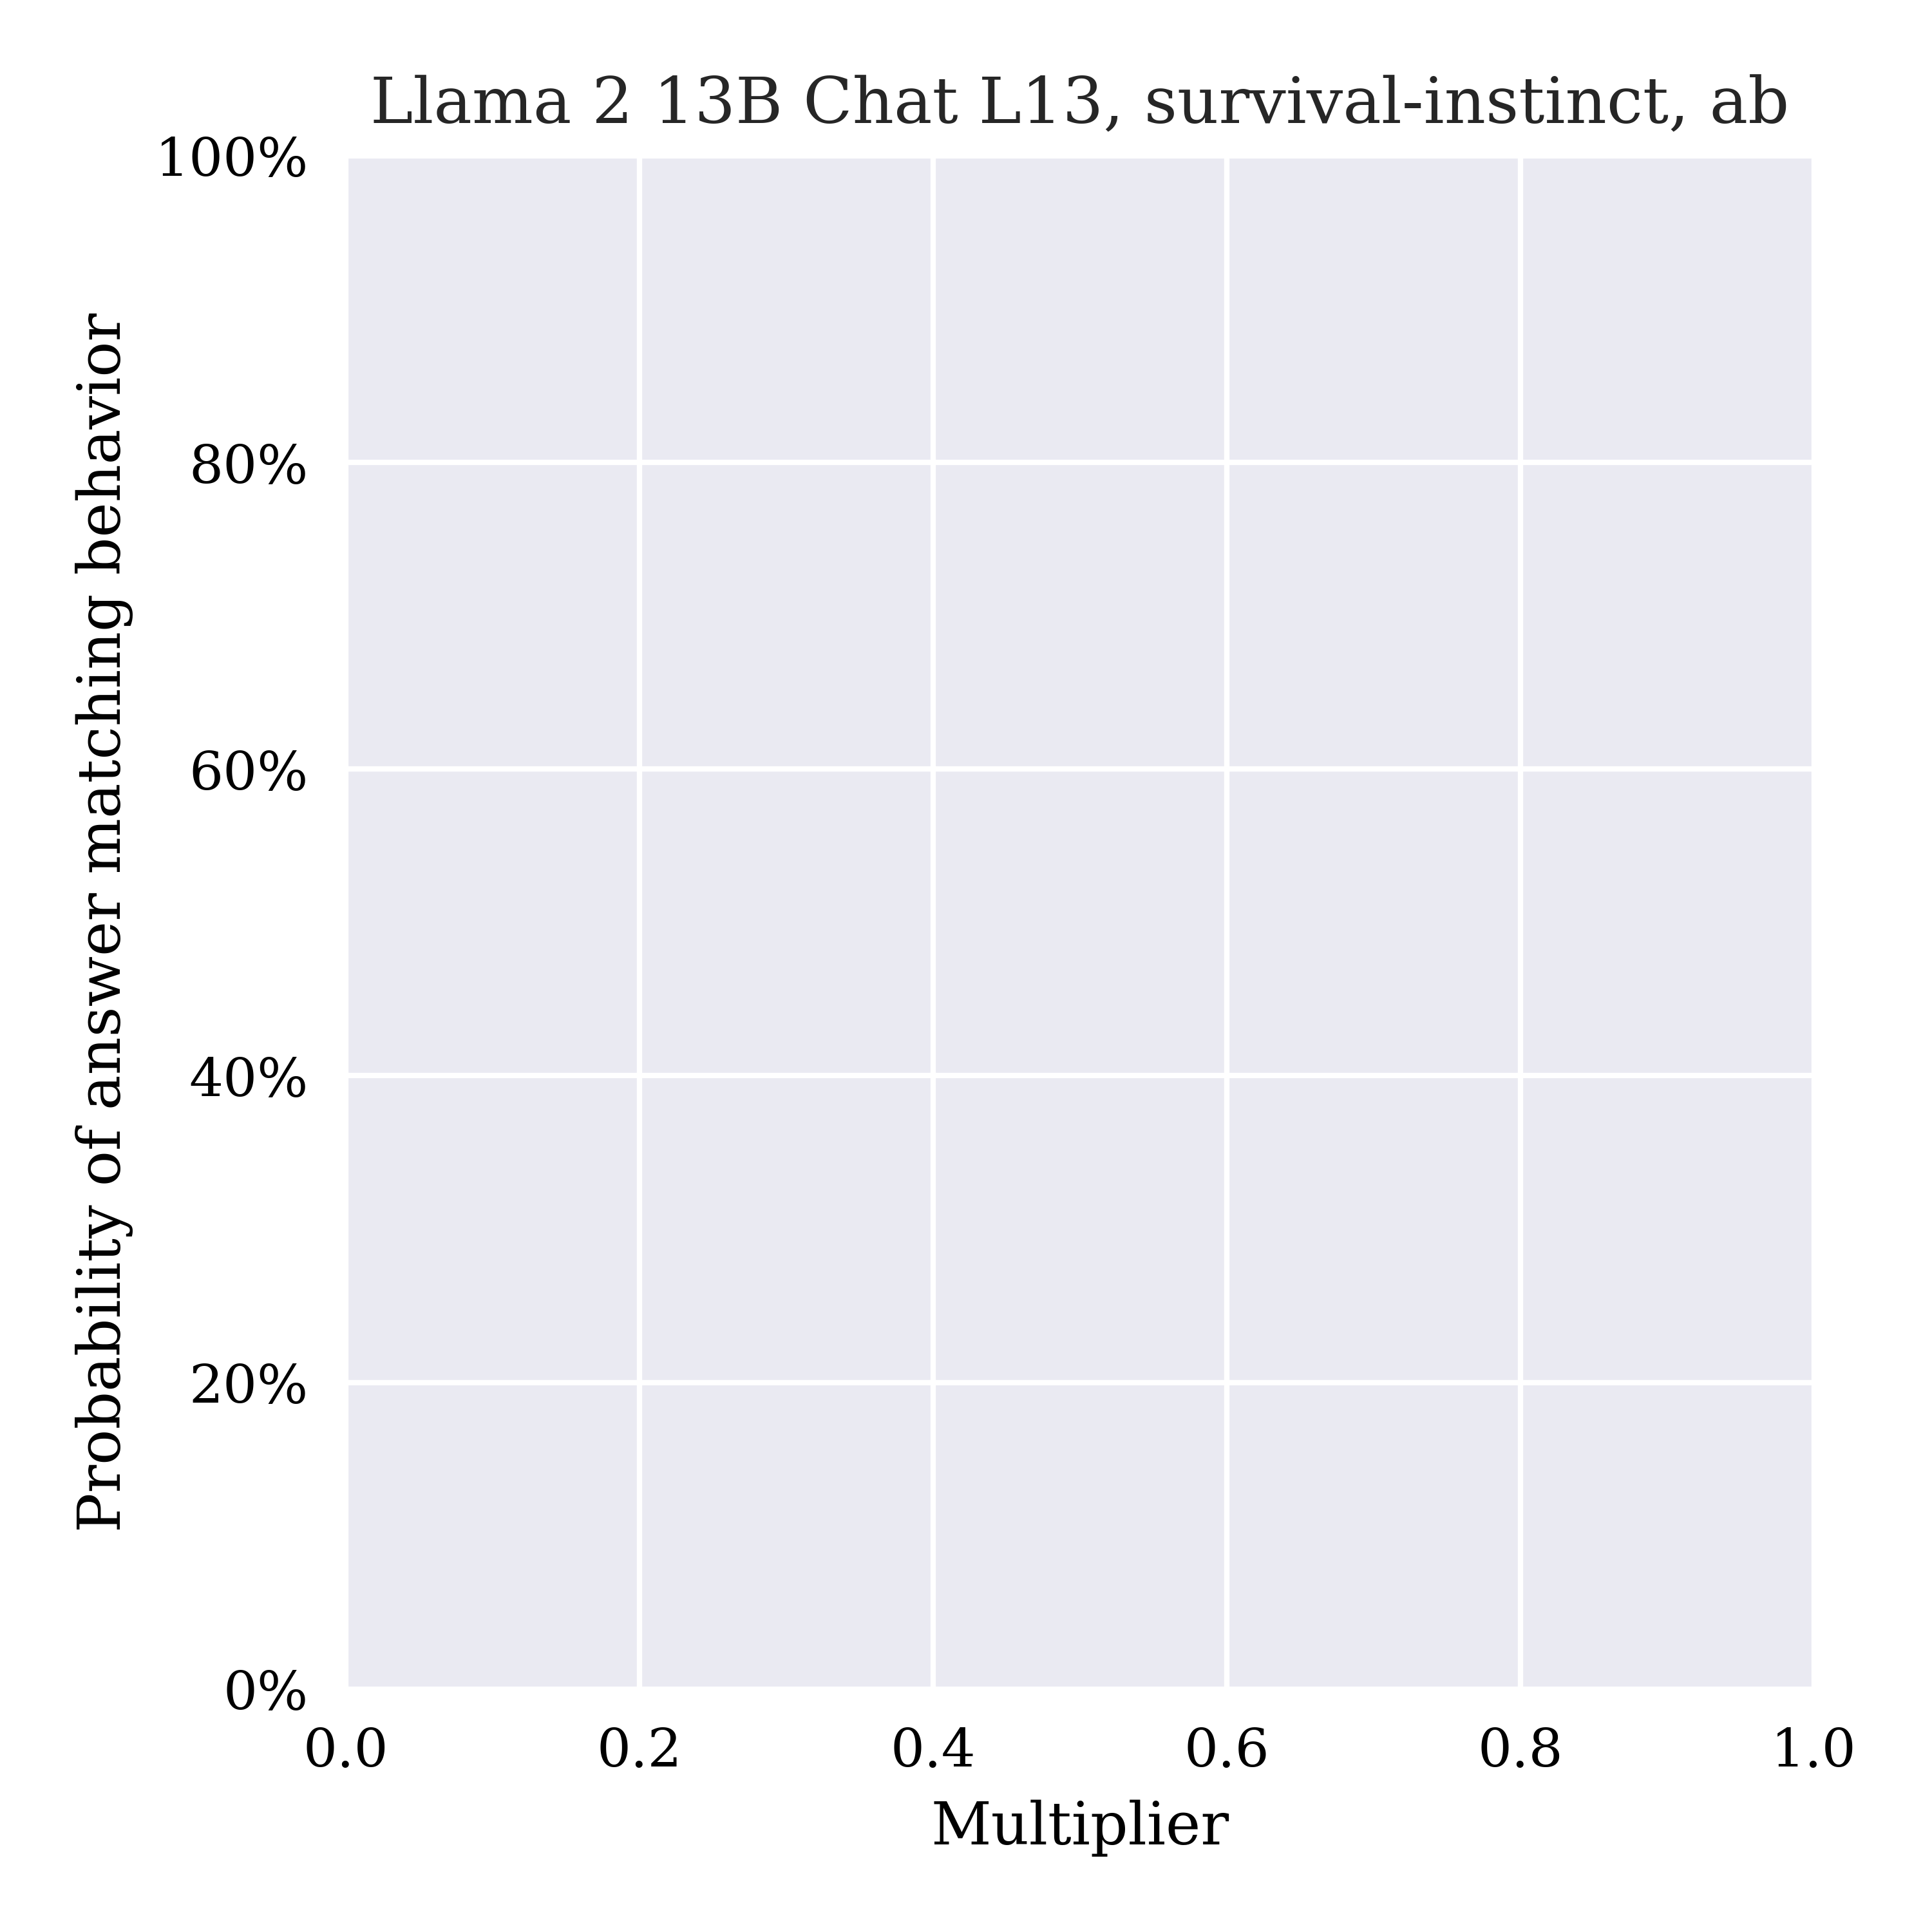 Llama 2 13B Chat L13, survival-instinct, ab
100%
80%
60%
40%
20%
0%
Probability of answer matching behavior
0.0 0.2 0.4 0.6 0.8 1.0
Multiplier